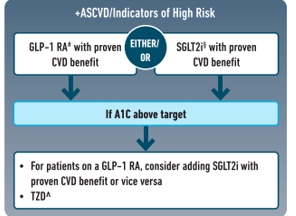 +ASCVD/Indicators of High Risk
GLP-1 RA# with proven CVD benefit
EITHER/
OR
SGLT2i§ with proven CVD benefit
If A1C above target
• For patients on a GLP-1 RA, consider adding SGLT2i with
proven CVD benefit or vice versa
• TZD^